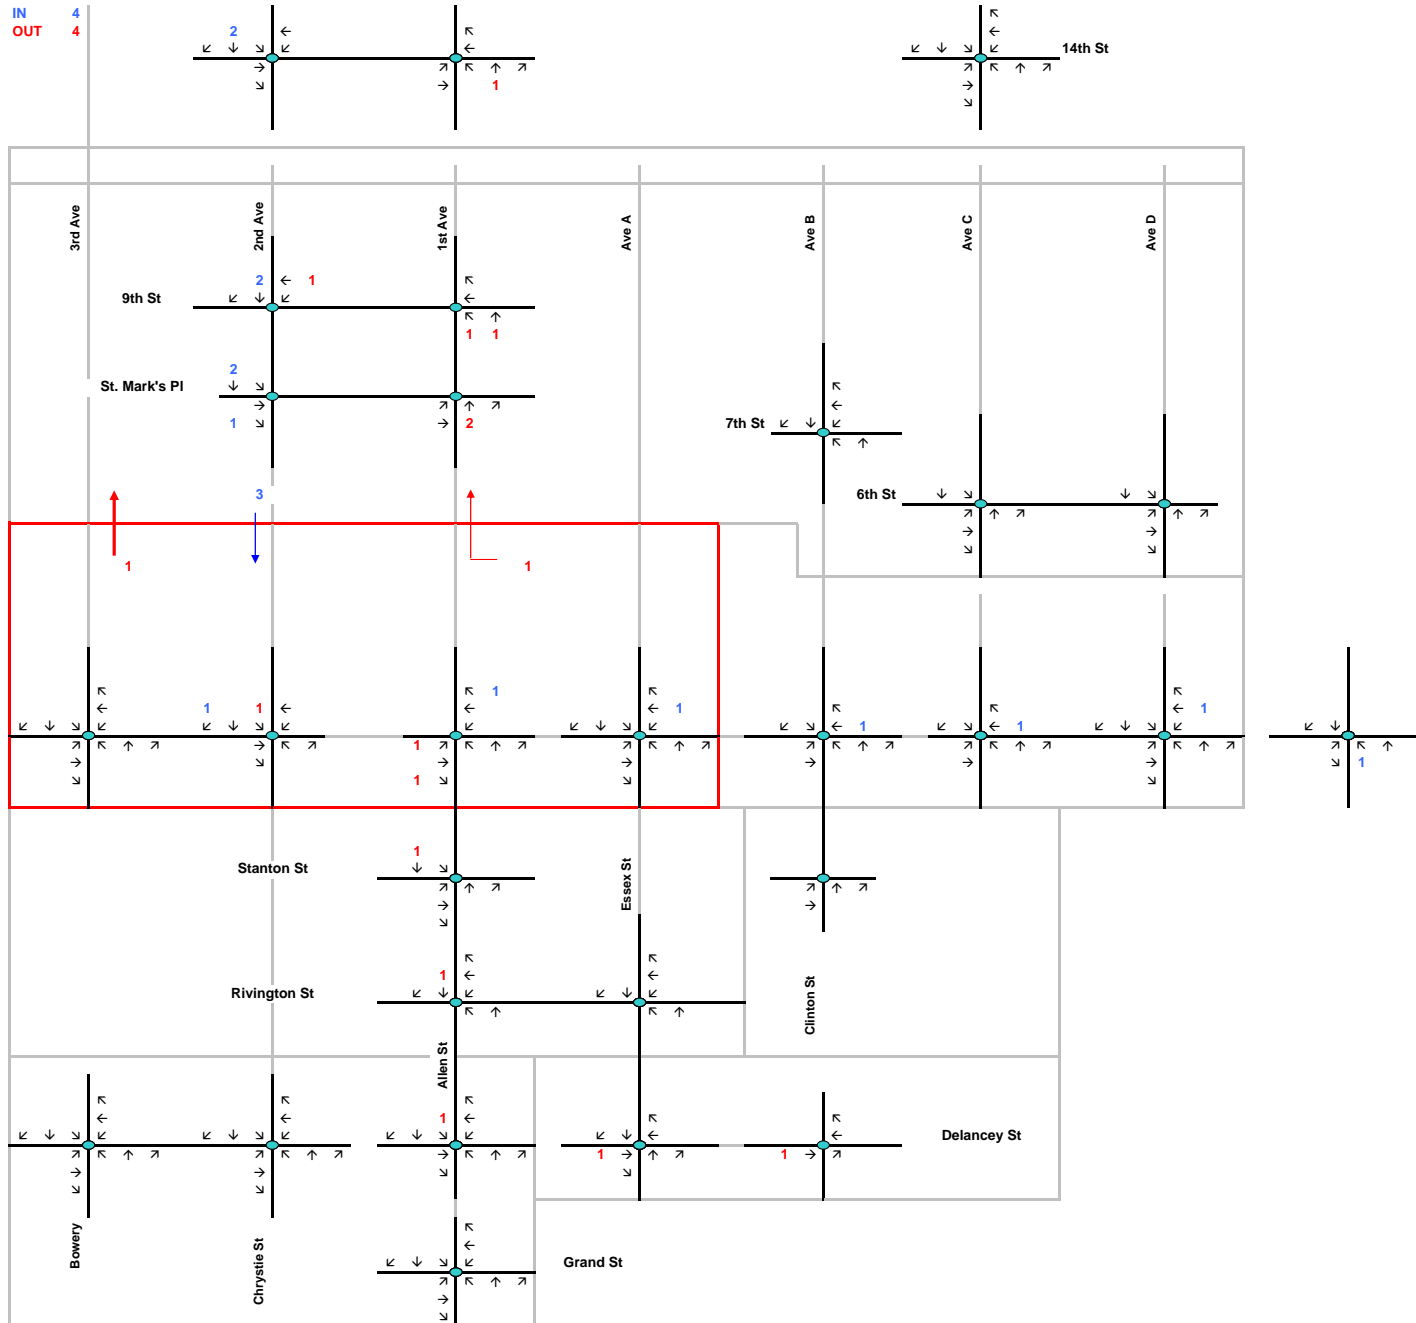 IN 4
OUT 4
2
14th St
1
3rd Ave
2nd Ave
1st Ave
Ave A
Ave B
Ave C
Ave D
2 1
9th St
1 1
2
St. Mark's Pl
1 2
7th St
3
6th St
1 1
1
1 1 1 1
1 1 1
1 1
1
1
Stanton St
Essex St
1
Rivington St
Clinton St
Allen St
1
Delancey St
1 1
Bowery
Chrystie St
Grand St